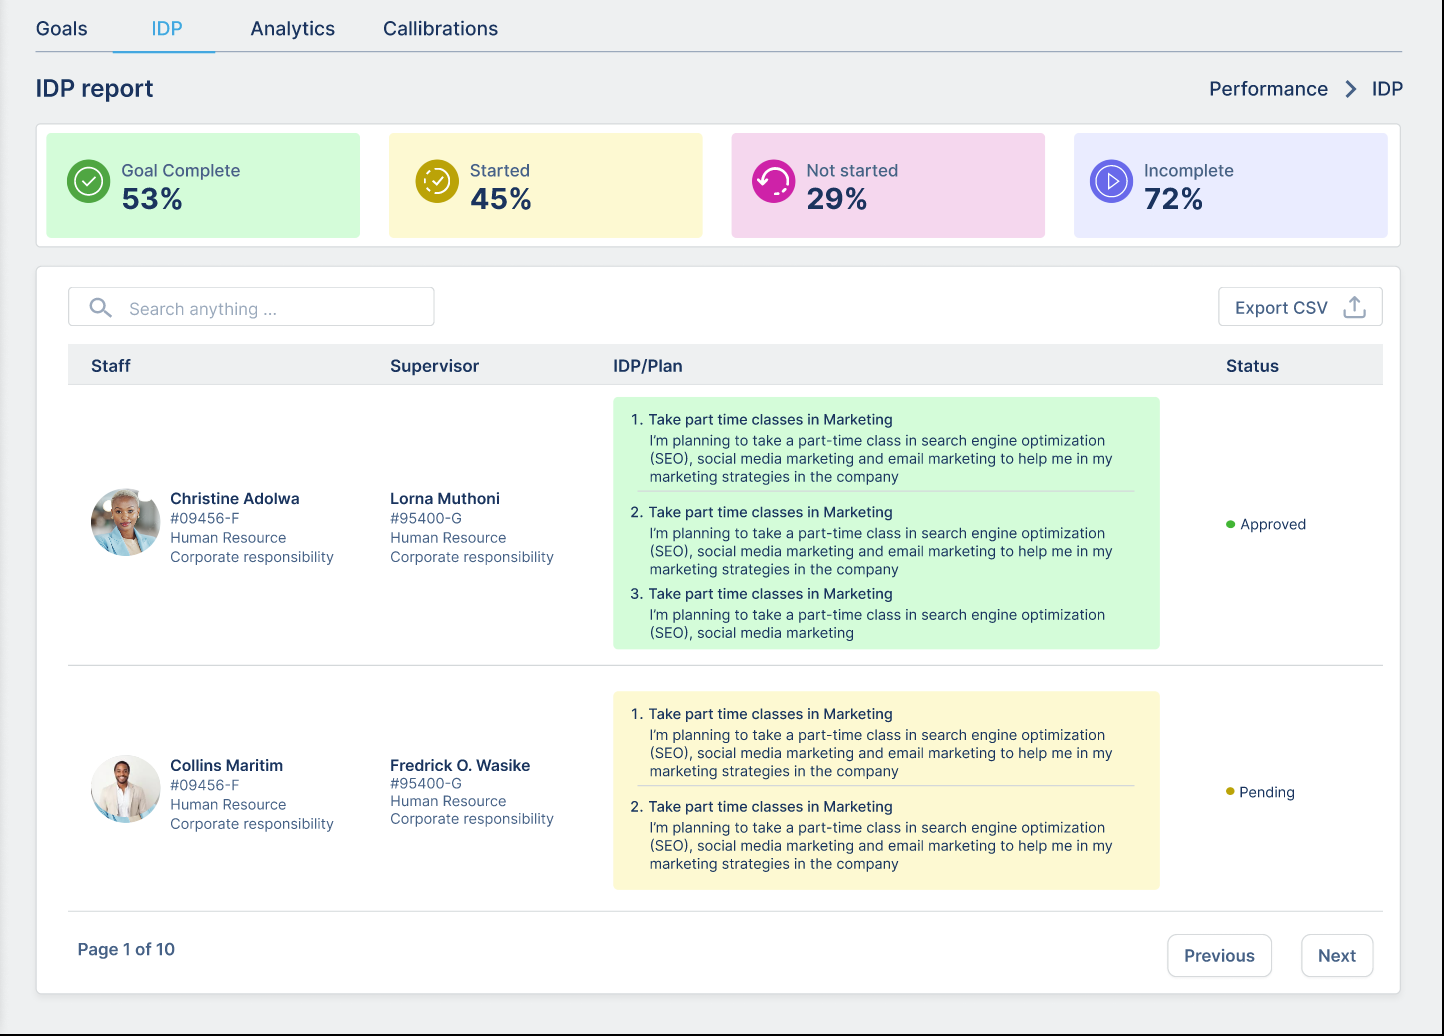 Goals IDP Analytics Callibrations
IDP report
Performance IDP
Goal Complete
53%
Started
45%
Not started
29%
Incomplete
72%
Search anything ...
Export CSV
Staff Supervisor IDP/Plan Status
Christine Adolwa
#09456-F
Human Resource
Corporate responsibility
Lorna Muthoni
#95400-G
Human Resource
Corporate responsibility
1. Take part time classes in Marketing
I'm planning to take a part-time class in search engine optimization
(SEO), social media marketing and email marketing to help me in my
marketing strategies in the company
2. Take part time classes in Marketing
I'm planning to take a part-time class in search engine optimization
(SEO), social media marketing and email marketing to help me in my
marketing strategies in the company
3. Take part time classes in Marketing
I'm planning to take a part-time class in search engine optimization
(SEO), social media marketing
Approved
Collins Maritim
#09456-F
Human Resource
Corporate responsibility
Fredrick O. Wasike
#95400-G
Human Resource
Corporate responsibility
1. Take part time classes in Marketing
I'm planning to take a part-time class in search engine optimization
(SEO), social media marketing and email marketing to help me in my
marketing strategies in the company
2. Take part time classes in Marketing
I'm planning to take a part-time class in search engine optimization
(SEO), social media marketing and email marketing to help me in my
marketing strategies in the company
Pending
Page 1 of 10
Previous
Next